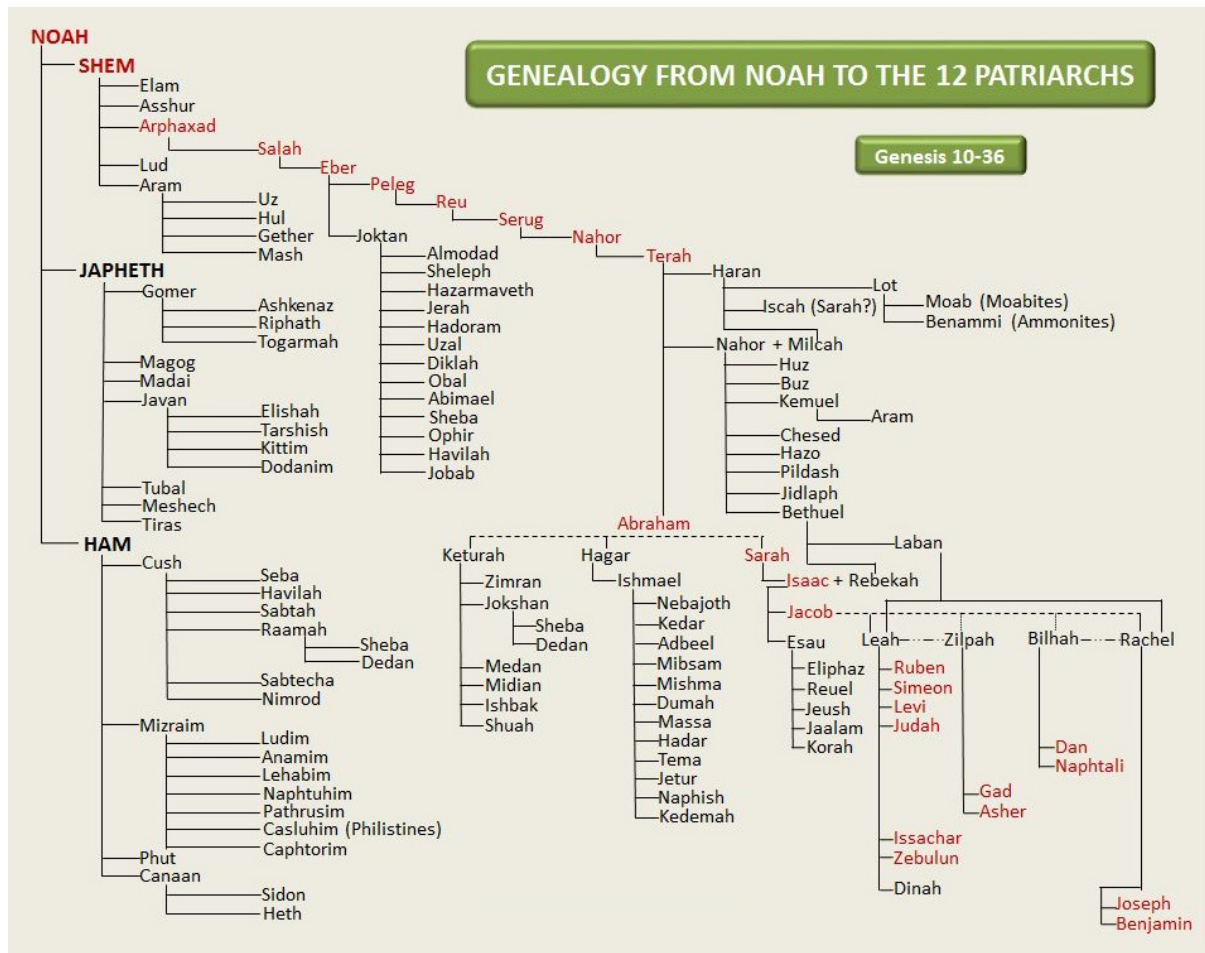 NOAH
GENEALOGY FROM NOAH TO THE 12 PATRIARCHS
Genesis 10-36
SHEM
Elam
Asshur
Arphaxad
Salah
Eber
Peleg
Reu
Serug
Nahor
Terah
Lud
Aram
Uz
Hul
Gether
Mash
Joktan
Almodad
Sheleph
Hazarmaveth
Jerah
Hadoram
Uzal
Diklah
Obal
Abimael
Sheba
Ophir
Havilah
Jobab
Haran
Lot
Iscah (Sarah?)
Moab (Moabites)
Benammi (Ammonites)
Nahor + Milcah
Huz
Buz
Kemuel
Aram
Chesed
Hazo
Pildash
Jidlaph
Bethuel
Laban
JAPHETH
Gomer
Ashkenaz
Riphath
Togarmah
Magog
Madai
Javan
Elishah
Tarshish
Kittim
Dodanim
Tubal
Meshech
Tiras
HAM
Cush
Seba
Havilah
Sabtah
Raamah
Sheba
Dedan
Sabtecha
Nimrod
Mizraim
Ludim
Anamim
Lehabim
Naphtuhim
Pathrusim
Casluhim (Philistines)
Caphtorim
Phut
Canaan
Sidon
Heth
Abraham
Keturah
Zimran
Jokshan
Sheba
Dedan
Medan
Midian
Ishbak
Shuah
Hagar
Ishmael
Nebajoth
Kedar
Adbeel
Mibsam
Mishma
Dumah
Massa
Hadar
Tema
Jetur
Naphish
Kedemah
Sarah
Isaac + Rebekah
Jacob
Esau
Eliphaz
Reuel
Jeush
Jaalam
Korah
Leah
Zilpah
Bilhah
Rachel
Ruben
Simeon
Levi
Judah
Dan
Naphtali
Gad
Asher
Issachar
Zebulun
Dinah
Joseph
Benjamin